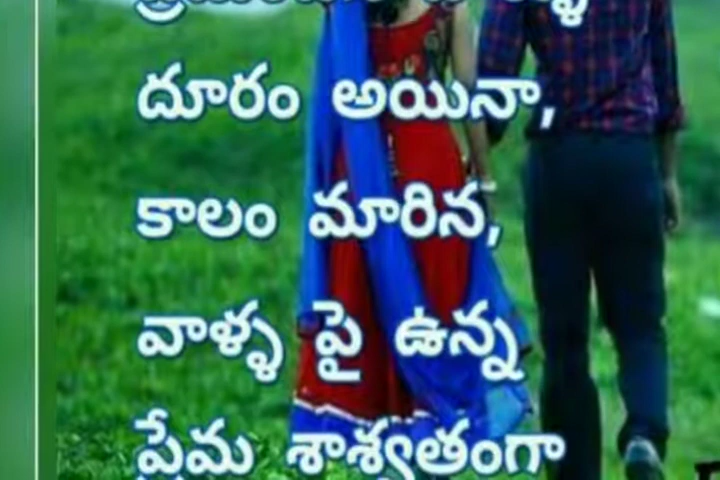 దూరం అయినా,
కాలం మారిన,
వాళ్ళ పై ఉన్న
ప్రేమ శాశ్వతంగా